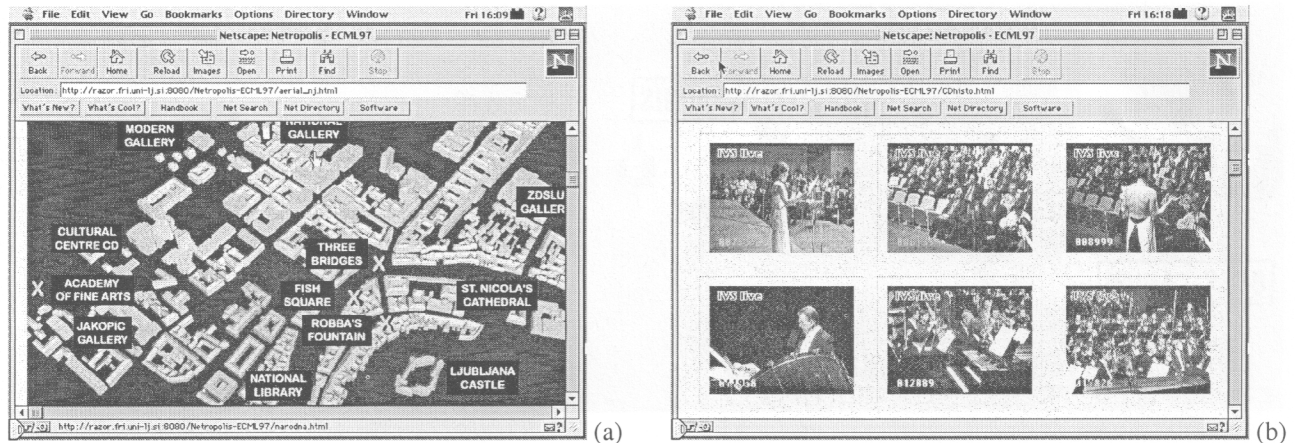 File Edit View Go Bookmarks Options Directory Window Fri 16:09
Netscape: Netropolis - ECML97
Back Forward Home Reload Images Open Print Find Stop
N
Location: http://razor.fri.uni-lj.si:8080/Netropolis-ECML97/aerial_nj.html
What's New? What's Cool? Handbook Net Search Net Directory Software
MODERN
GALLERY
NATIONAL
GALLERY
ZDSLU
GALLER
CULTURAL
CENTRE CD
THREE
BRIDGES
X
X
ACADEMY
OF FINE ARTS
FISH
SQUARE
X
ST. NICOLA'S
CATHEDRAL
JAKOPIC
GALLERY
ROBBA'S
FOUNTAIN
X
NATIONAL
LIBRARY
LJUBLJANA
CASTLE
http://razor.fri.uni-lj.si:8080/Netropolis-ECML97/narodna.html
(a)
File Edit View Go Bookmarks Options Directory Window Fri 16:18
Netscape: Netropolis - ECML97
Back Forward Home Reload Images Open Print Find Stop
N
Location: http://razor.fri.uni-lj.si:8080/Netropolis-ECML97/CDhisto.html
What's New? What's Cool? Handbook Net Search Net Directory Software
IVS live
IVS live
IVS live
008999
IVS live
IVS live
012889
IVS live
(b)